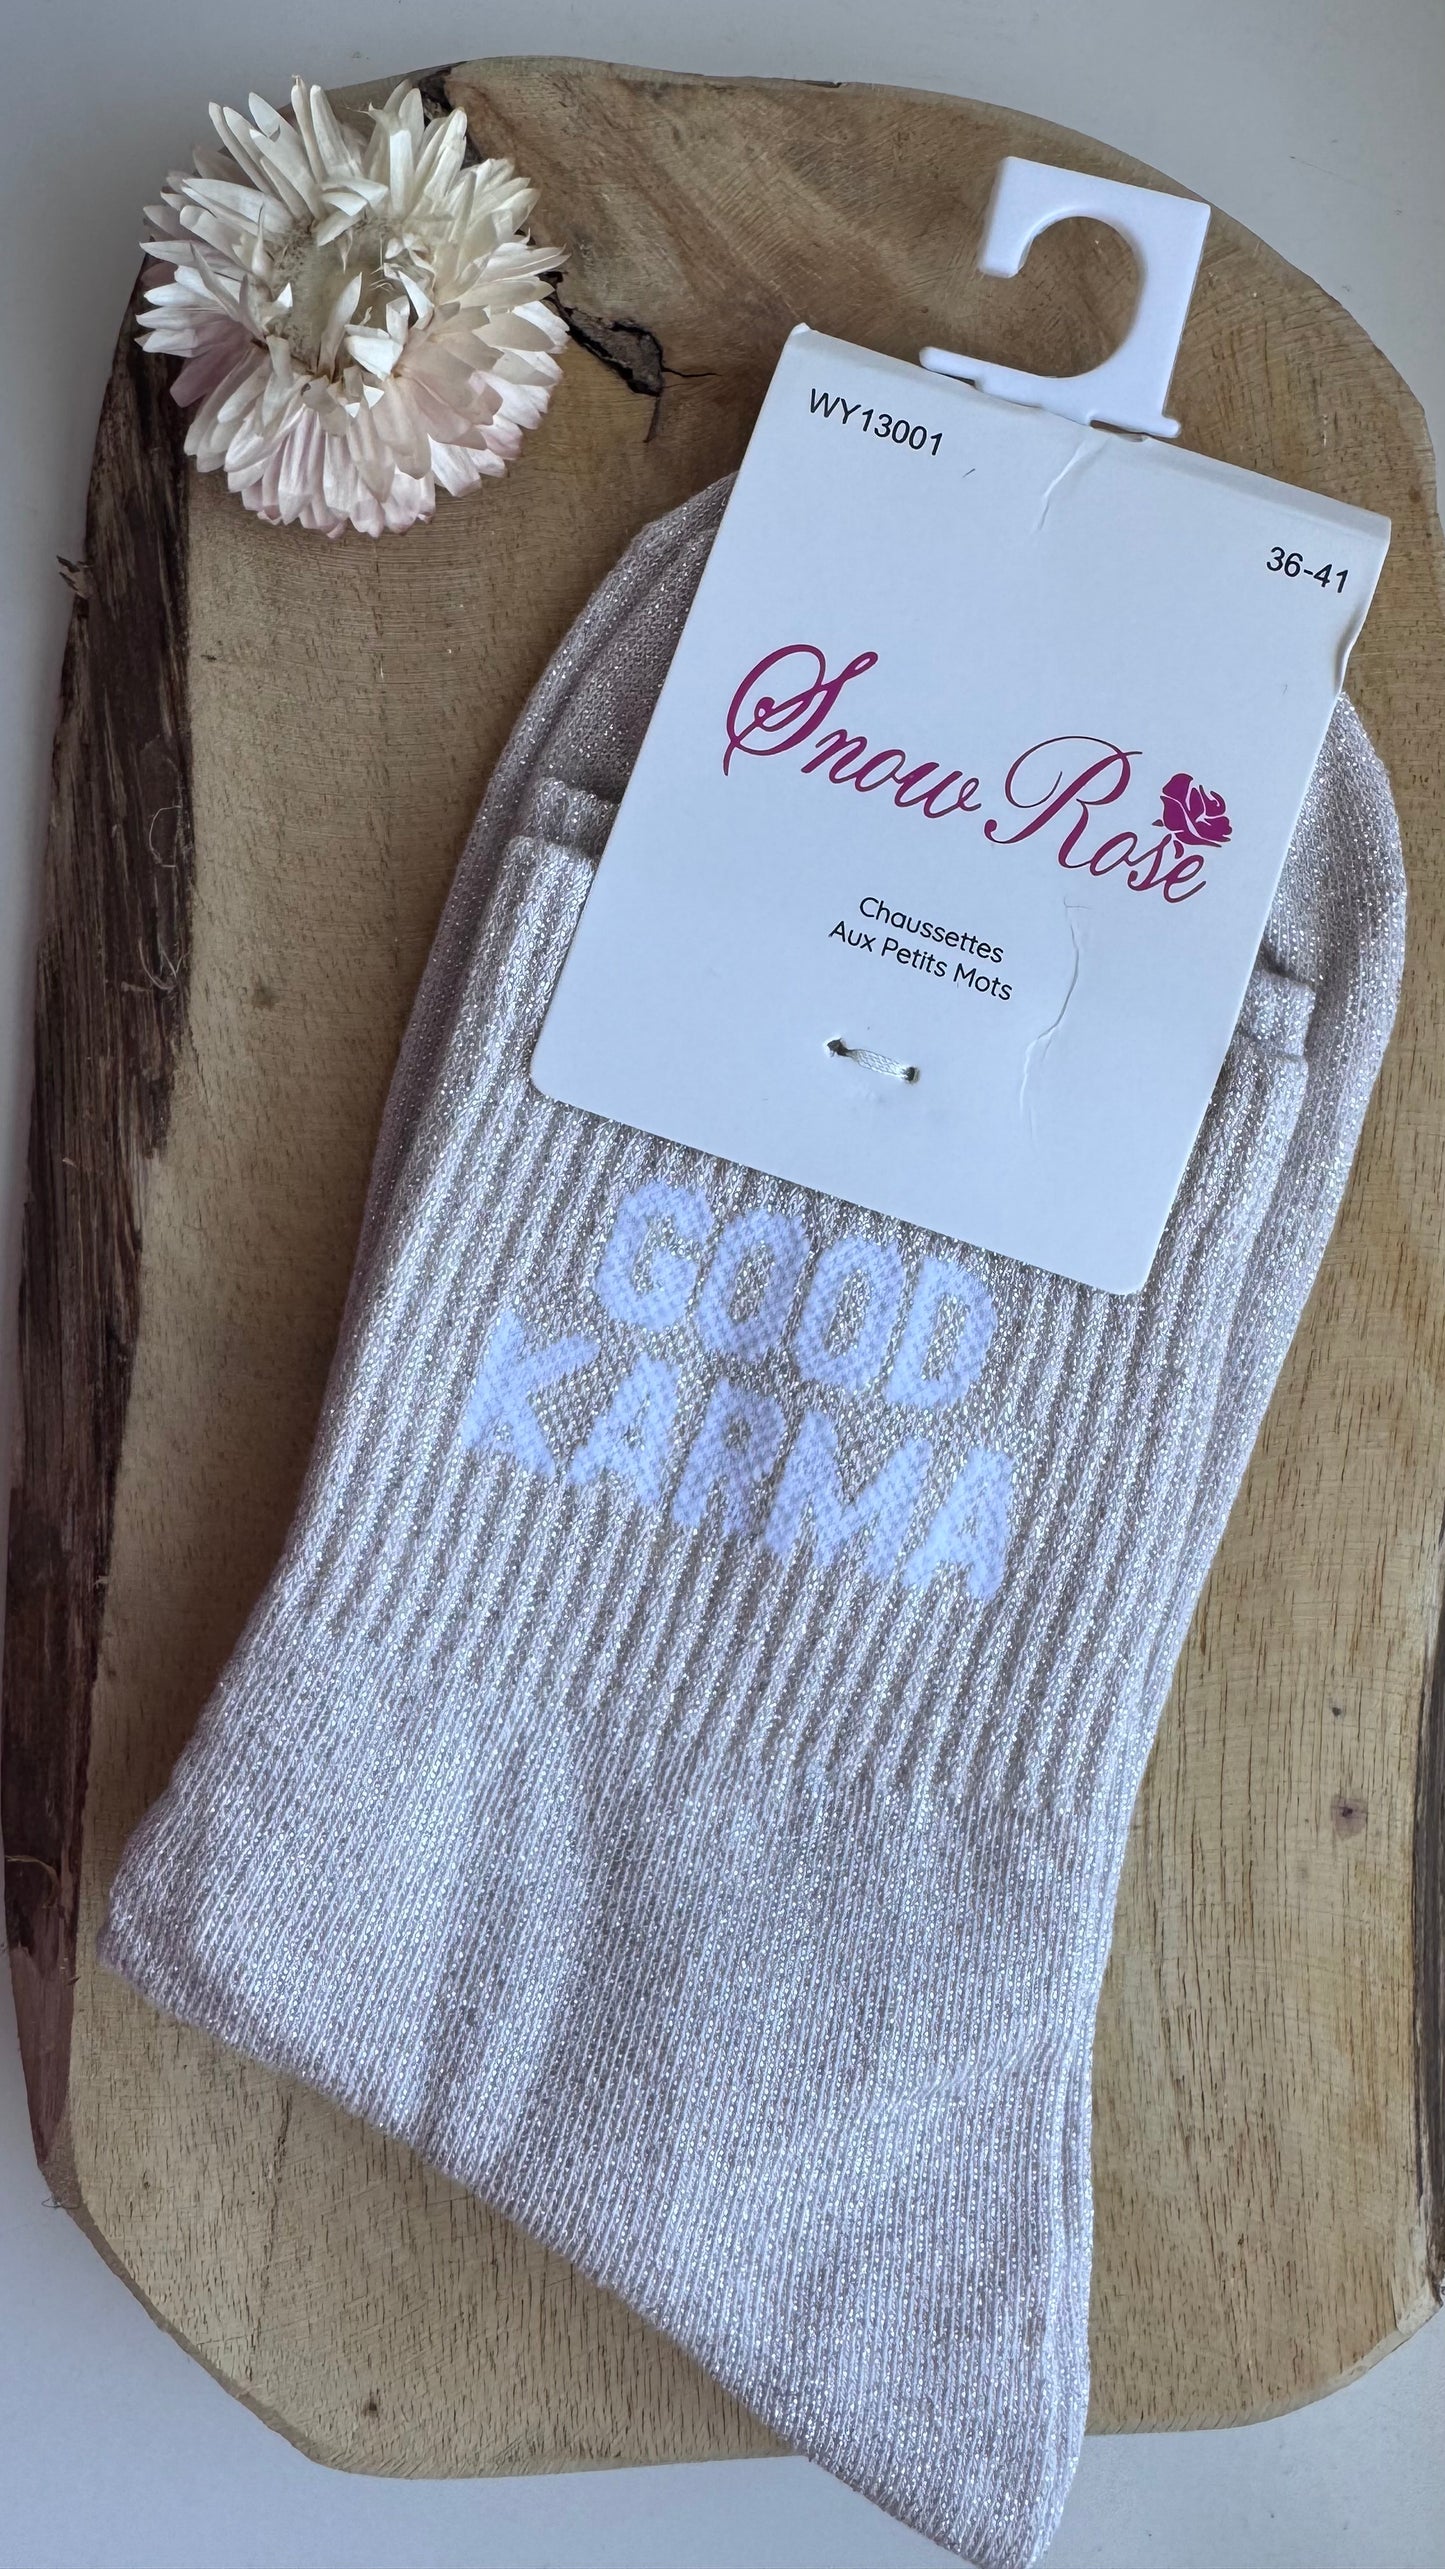 WY13001
36-41
Snow Rose
Chaussettes
Aux Petits Mots
GOOD
KARMA